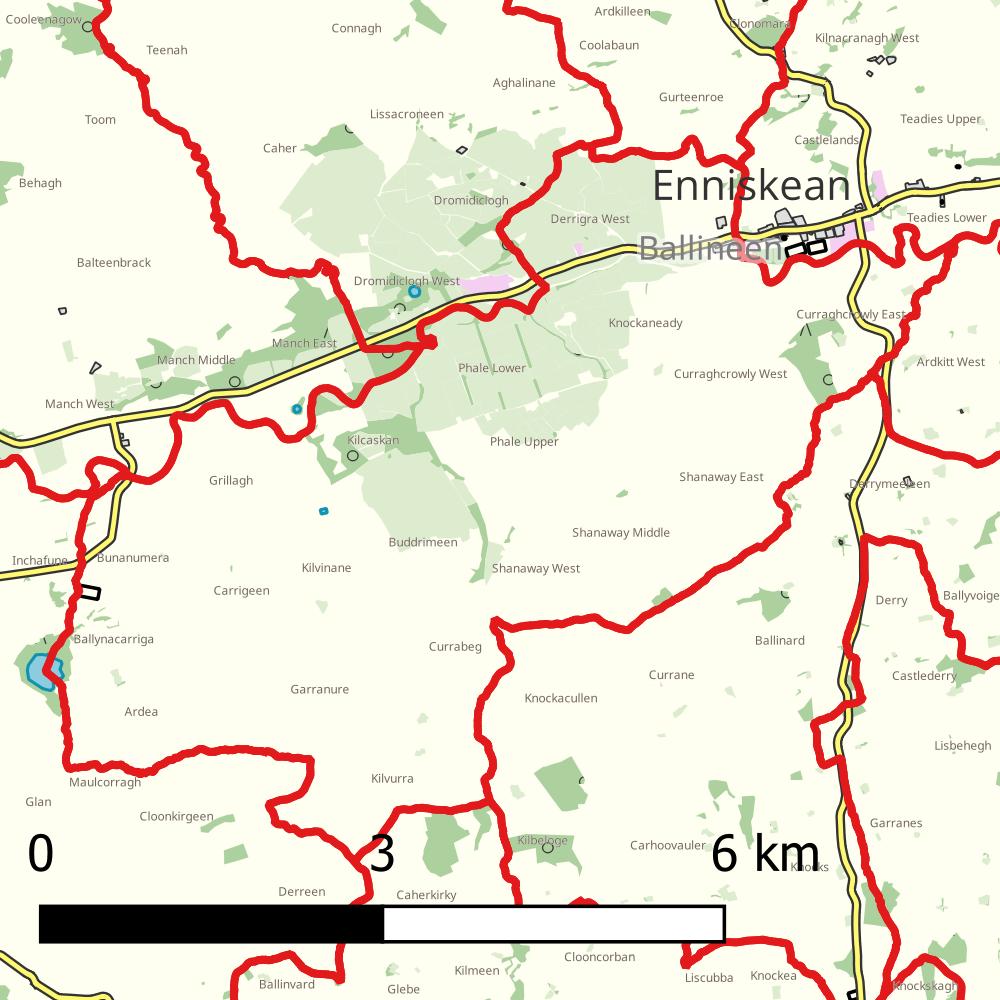 Cooleenagow
Ardkilleen
Connagh
Clonomara
Kilnacranagh West
Teenah
Coolabaun
Aghalinane
Gurteenroe
Toom
Lissacroneen
Teadies Upper
Caher
Castlelands
Behagh
Enniskean
Dromidiclogh
Derrigra West
Teadies Lower
Ballineen
Balteenbrack
Dromidiclogh West
Curraghcrowly East
Knockaneady
Manch East
Manch Middle
Phale Lower
Curraghcrowly West
Ardkitt West
Manch West
Kilcaskan
Phale Upper
Grillagh
Shanaway East
Derrymeeleen
Shanaway Middle
Buddrimeen
Inchafune
Bunanumera
Kilvinane
Shanaway West
Carrigeen
Derry
Ballyvoige
Ballynacarriga
Currabeg
Ballinard
Currane
Castlederry
Garranure
Knockacullen
Ardea
Lisbehegh
Maulcorragh
Kilvurra
Glan
Cloonkirgeen
Garranes
Kilbeloge
Carhoovauler
0 3 6 km
Knocks
Derreen
Caherkirky
Clooncorban
Kilmeen
Liscubba
Knockea
Ballinvard
Glebe
Knockskagh